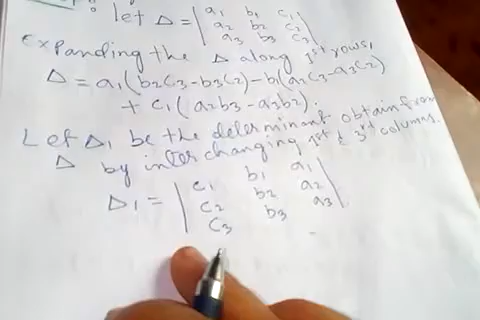 : let Δ = | a1 b1 c1
a2 b2 c2
a3 b3 c3 |
Expanding the Δ along 1st rows,
Δ = a1(b2c3-b3c2)-b1(a2c3-a3c2)
+ c1(a2b3-a3b2).
Let Δ1 be the determinant obtain from
Δ by interchanging 1st & 3rd columns.
Δ1 = | c1 b1 a1
c2 b2 a2
c3 b3 a3 |